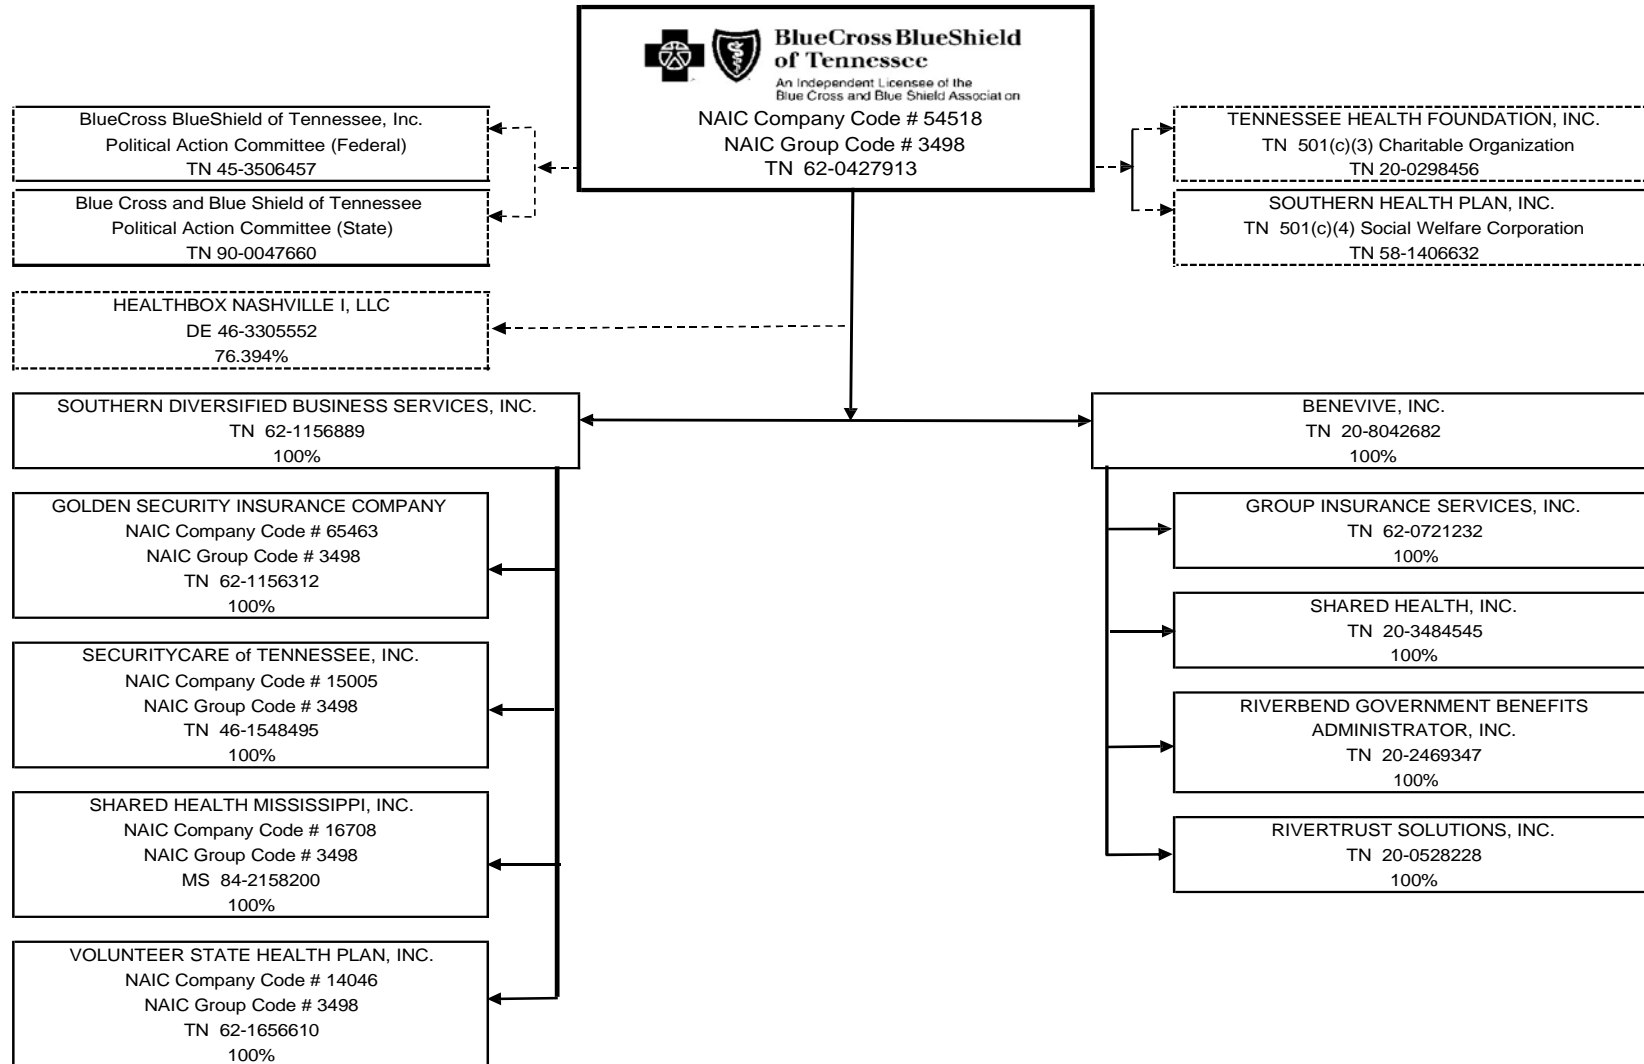 BlueCross BlueShield
of Tennessee
An Independent Licensee of the
Blue Cross and Blue Shield Association
NAIC Company Code # 54518
NAIC Group Code # 3498
TN 62-0427913
BlueCross BlueShield of Tennessee, Inc.
Political Action Committee (Federal)
TN 45-3506457
Blue Cross and Blue Shield of Tennessee
Political Action Committee (State)
TN 90-0047660
TENNESSEE HEALTH FOUNDATION, INC.
TN 501(c)(3) Charitable Organization
TN 20-0298456
SOUTHERN HEALTH PLAN, INC.
TN 501(c)(4) Social Welfare Corporation
TN 58-1406632
HEALTHBOX NASHVILLE I, LLC
DE 46-3305552
76.394%
SOUTHERN DIVERSIFIED BUSINESS SERVICES, INC.
TN 62-1156889
100%
BENEVIVE, INC.
TN 20-8042682
100%
GOLDEN SECURITY INSURANCE COMPANY
NAIC Company Code # 65463
NAIC Group Code # 3498
TN 62-1156312
100%
SECURITYCARE of TENNESSEE, INC.
NAIC Company Code # 15005
NAIC Group Code # 3498
TN 46-1548495
100%
SHARED HEALTH MISSISSIPPI, INC.
NAIC Company Code # 16708
NAIC Group Code # 3498
MS 84-2158200
100%
VOLUNTEER STATE HEALTH PLAN, INC.
NAIC Company Code # 14046
NAIC Group Code # 3498
TN 62-1656610
100%
GROUP INSURANCE SERVICES, INC.
TN 62-0721232
100%
SHARED HEALTH, INC.
TN 20-3484545
100%
RIVERBEND GOVERNMENT BENEFITS
ADMINISTRATOR, INC.
TN 20-2469347
100%
RIVERTRUST SOLUTIONS, INC.
TN 20-0528228
100%